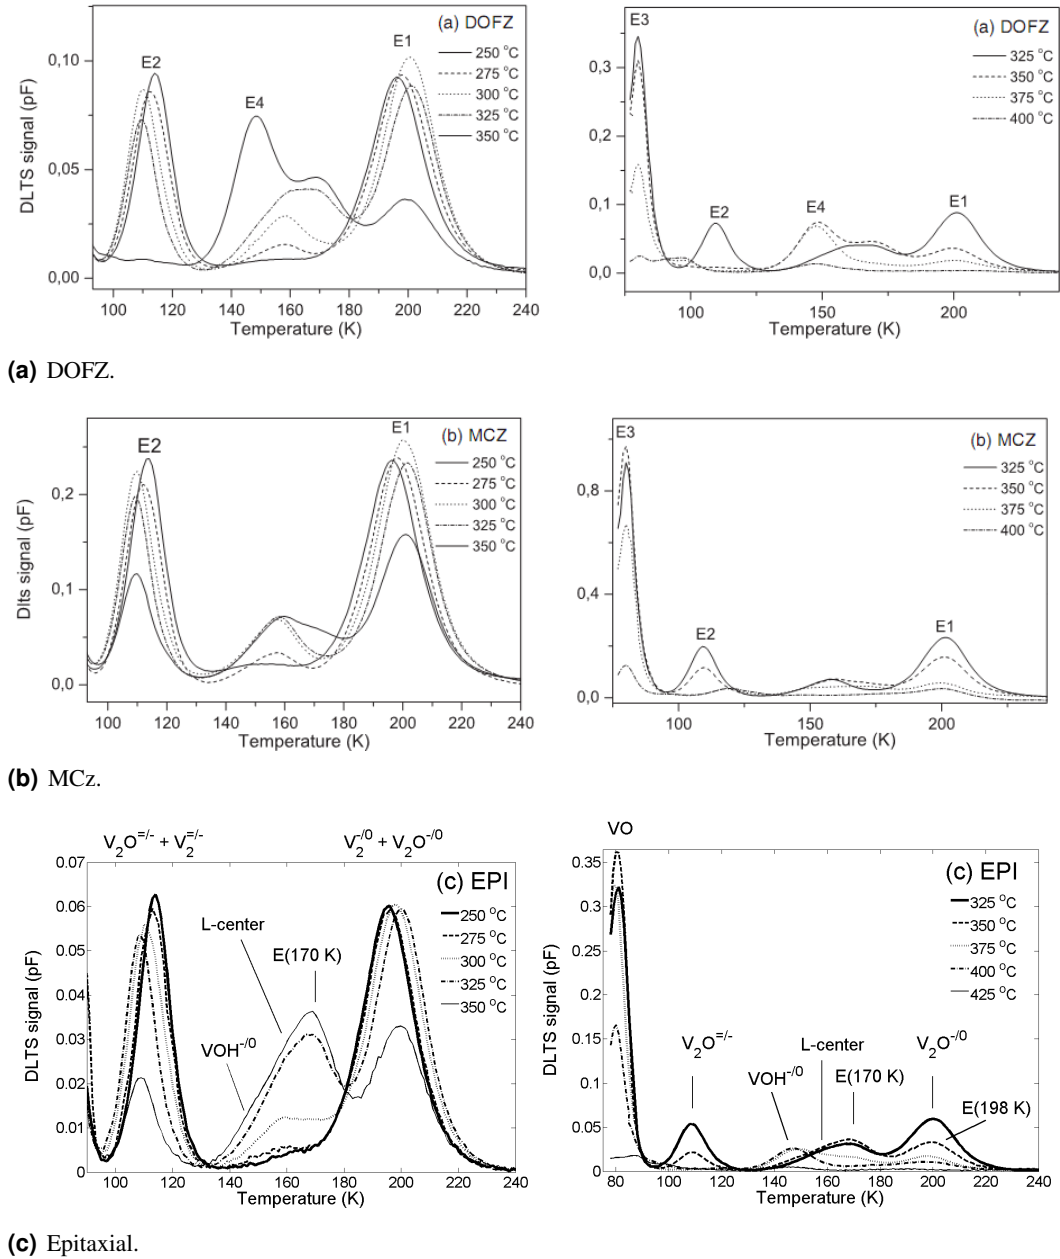 (a) DOFZ
E2
E4
E1
250 °C
275 °C
300 °C
325 °C
350 °C
DLTS signal (pF)
0,10
0,05
0,00
100 120 140 160 180 200 220 240
Temperature (K)
(a) DOFZ
E3
E2
E4
E1
325 °C
350 °C
375 °C
400 °C
DLTS signal (pF)
0,3
0,2
0,1
0,0
100 150 200
Temperature (K)
(a) DOFZ.
(b) MCZ
E2
E1
250 °C
275 °C
300 °C
325 °C
350 °C
Dlts signal (pF)
0,2
0,1
0,0
100 120 140 160 180 200 220 240
Temperature (K)
(b) MCZ
E3
E2
E1
325 °C
350 °C
375 °C
400 °C
0,8
0,4
0,0
100 150 200
Temperature (K)
(b) MCz.
V₂O⁼ᐟ⁻ + V₂⁼ᐟ⁻
V₂⁻ᐟ⁰ + V₂O⁻ᐟ⁰
(c) EPI
250 °C
275 °C
300 °C
325 °C
350 °C
L-center
E(170 K)
VOH⁻ᐟ⁰
DLTS signal (pF)
0.07
0.06
0.05
0.04
0.03
0.02
0.01
0
100 120 140 160 180 200 220 240
Temperature (K)
VO
(c) EPI
325 °C
350 °C
375 °C
400 °C
425 °C
V₂O⁼ᐟ⁻
L-center
V₂O⁻ᐟ⁰
VOH⁻ᐟ⁰
E(170 K)
E(198 K)
DLTS signal (pF)
0.35
0.3
0.25
0.2
0.15
0.1
0.05
0
80 100 120 140 160 180 200 220 240
Temperature (K)
(c) Epitaxial.